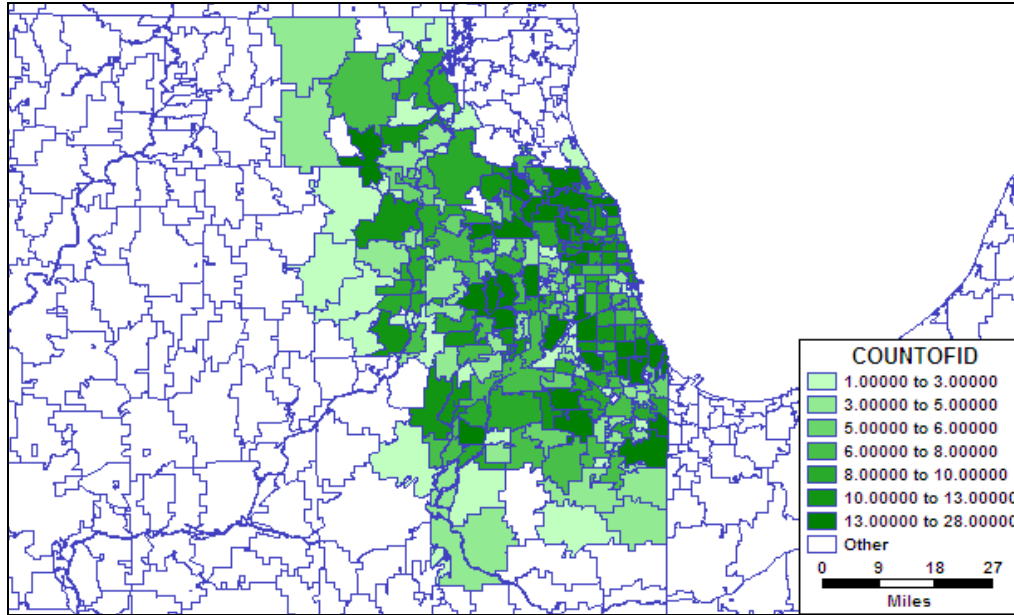 COUNTOFID
1.00000 to 3.00000
3.00000 to 5.00000
5.00000 to 6.00000
6.00000 to 8.00000
8.00000 to 10.00000
10.00000 to 13.00000
13.00000 to 28.00000
Other
0 9 18 27
Miles